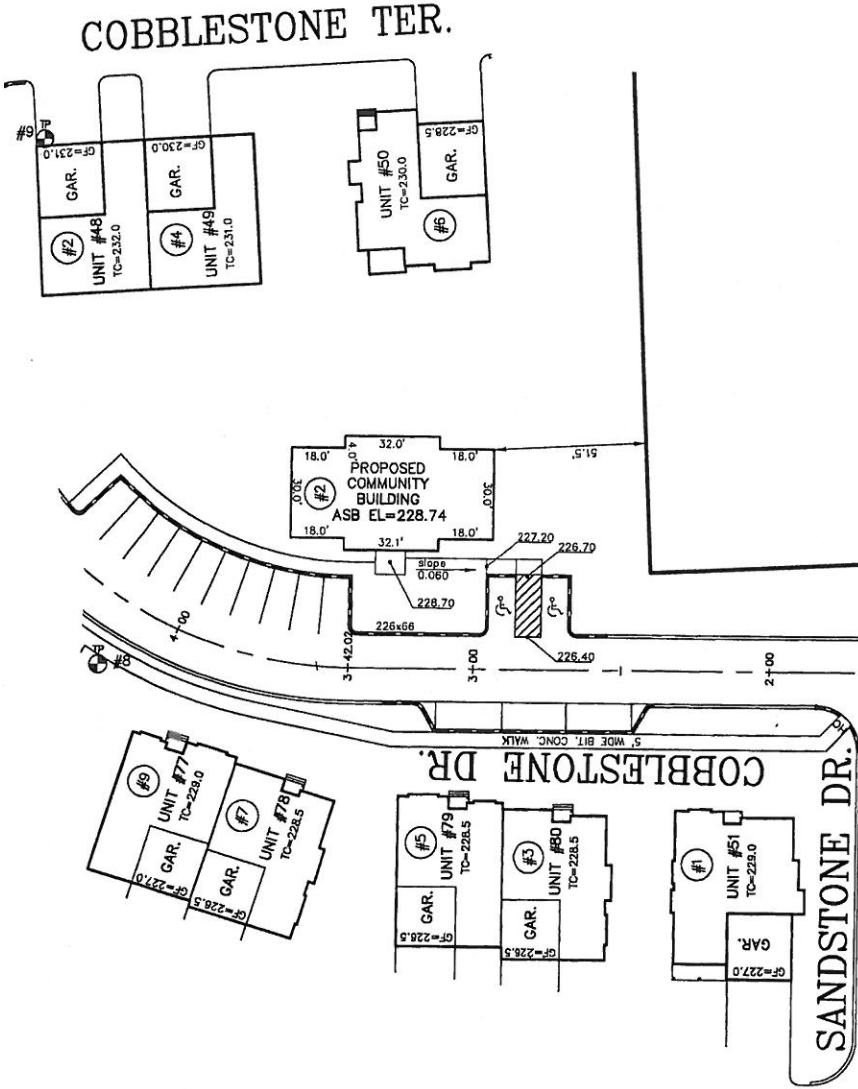 COBBLESTONE TER.
#9
TP
GF=231.0
GF=230.0
GAR.
GAR.
#2
UNIT #48
TC=232.0
#4
UNIT #49
TC=231.0
UNIT #50
TC=230.0
GF=228.5
GAR.
#6
18.0'
4.0'
32.0'
18.0'
51.5'
30.0'
#2
PROPOSED
COMMUNITY
BUILDING
ASB EL=228.74
30.0'
18.0'
32.1'
18.0'
slope
0.060
227.20
226.70
228.70
226x66
226.40
4+00
3+42.02
3+00
2+00
TP
#8
5' WIDE BIT. CONC. WALK
HC
COBBLESTONE DR.
#9
UNIT #77
TC=229.0
GAR.
GF=227.0
#7
UNIT #78
TC=228.5
GAR.
GF=226.5
#5
UNIT #79
TC=228.5
GAR.
GF=226.5
#3
UNIT #80
TC=228.5
GAR.
GF=226.5
#1
UNIT #51
TC=229.0
GAR.
GF=227.0
SANDSTONE DR.